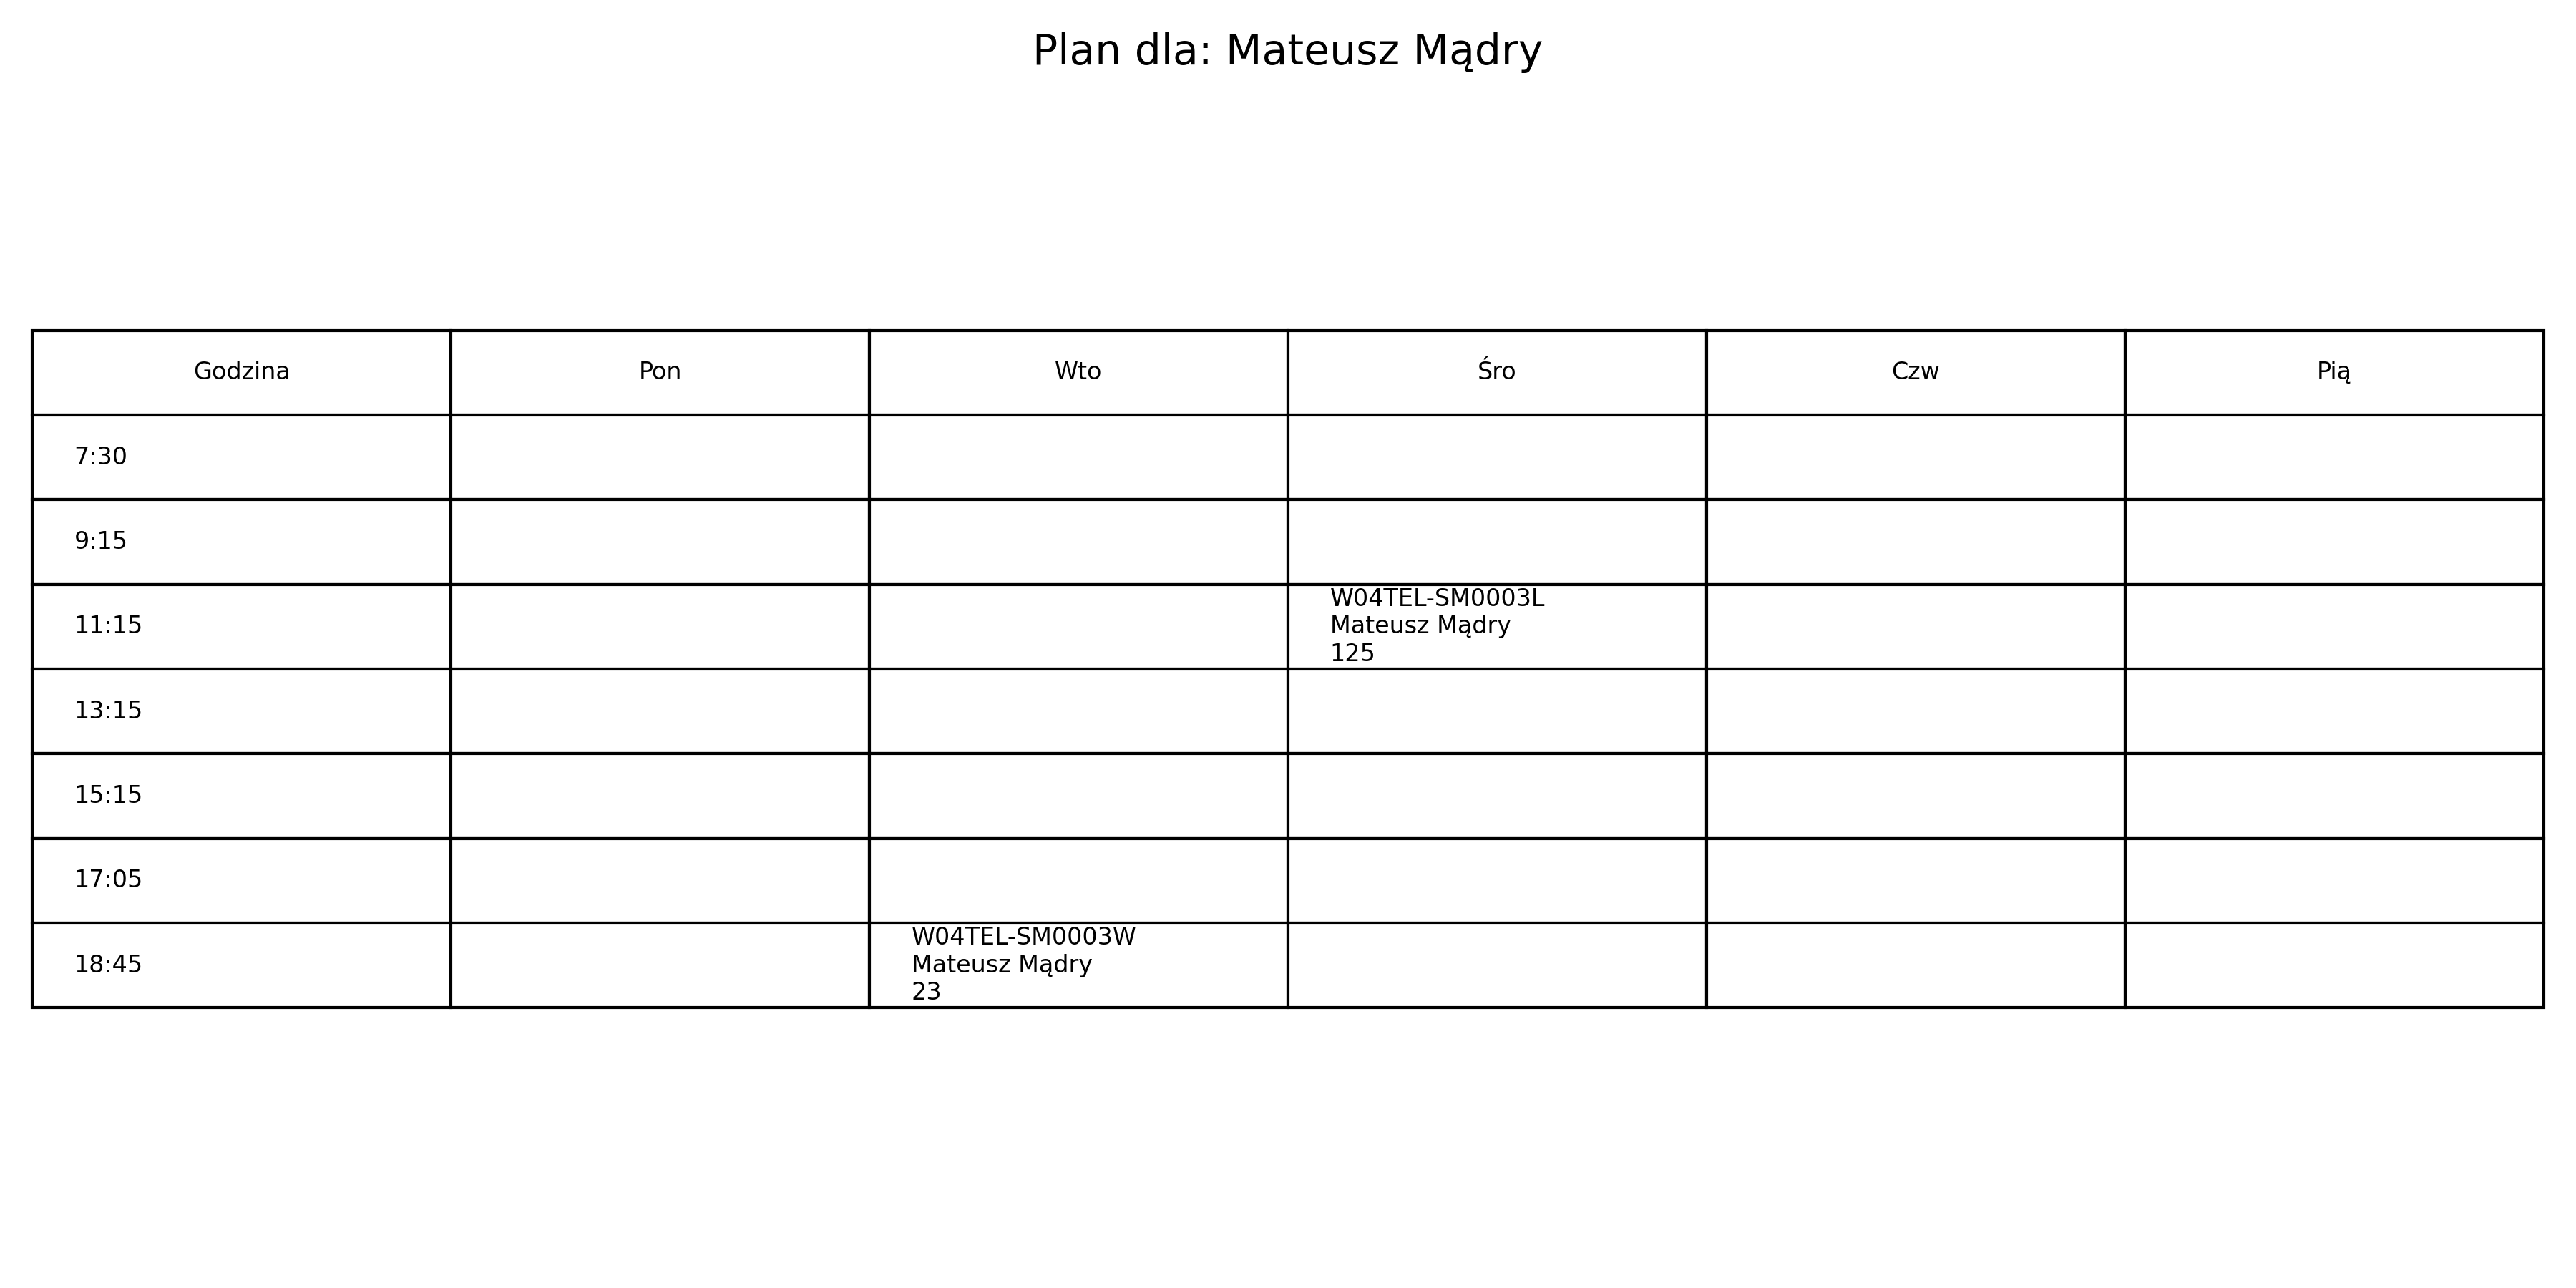 Plan dla: Mateusz Mądry
Godzina Pon Wto Śro Czw Pią
7:30
9:15
11:15
W04TEL-SM0003L
Mateusz Mądry
125
13:15
15:15
17:05
18:45
W04TEL-SM0003W
Mateusz Mądry
23